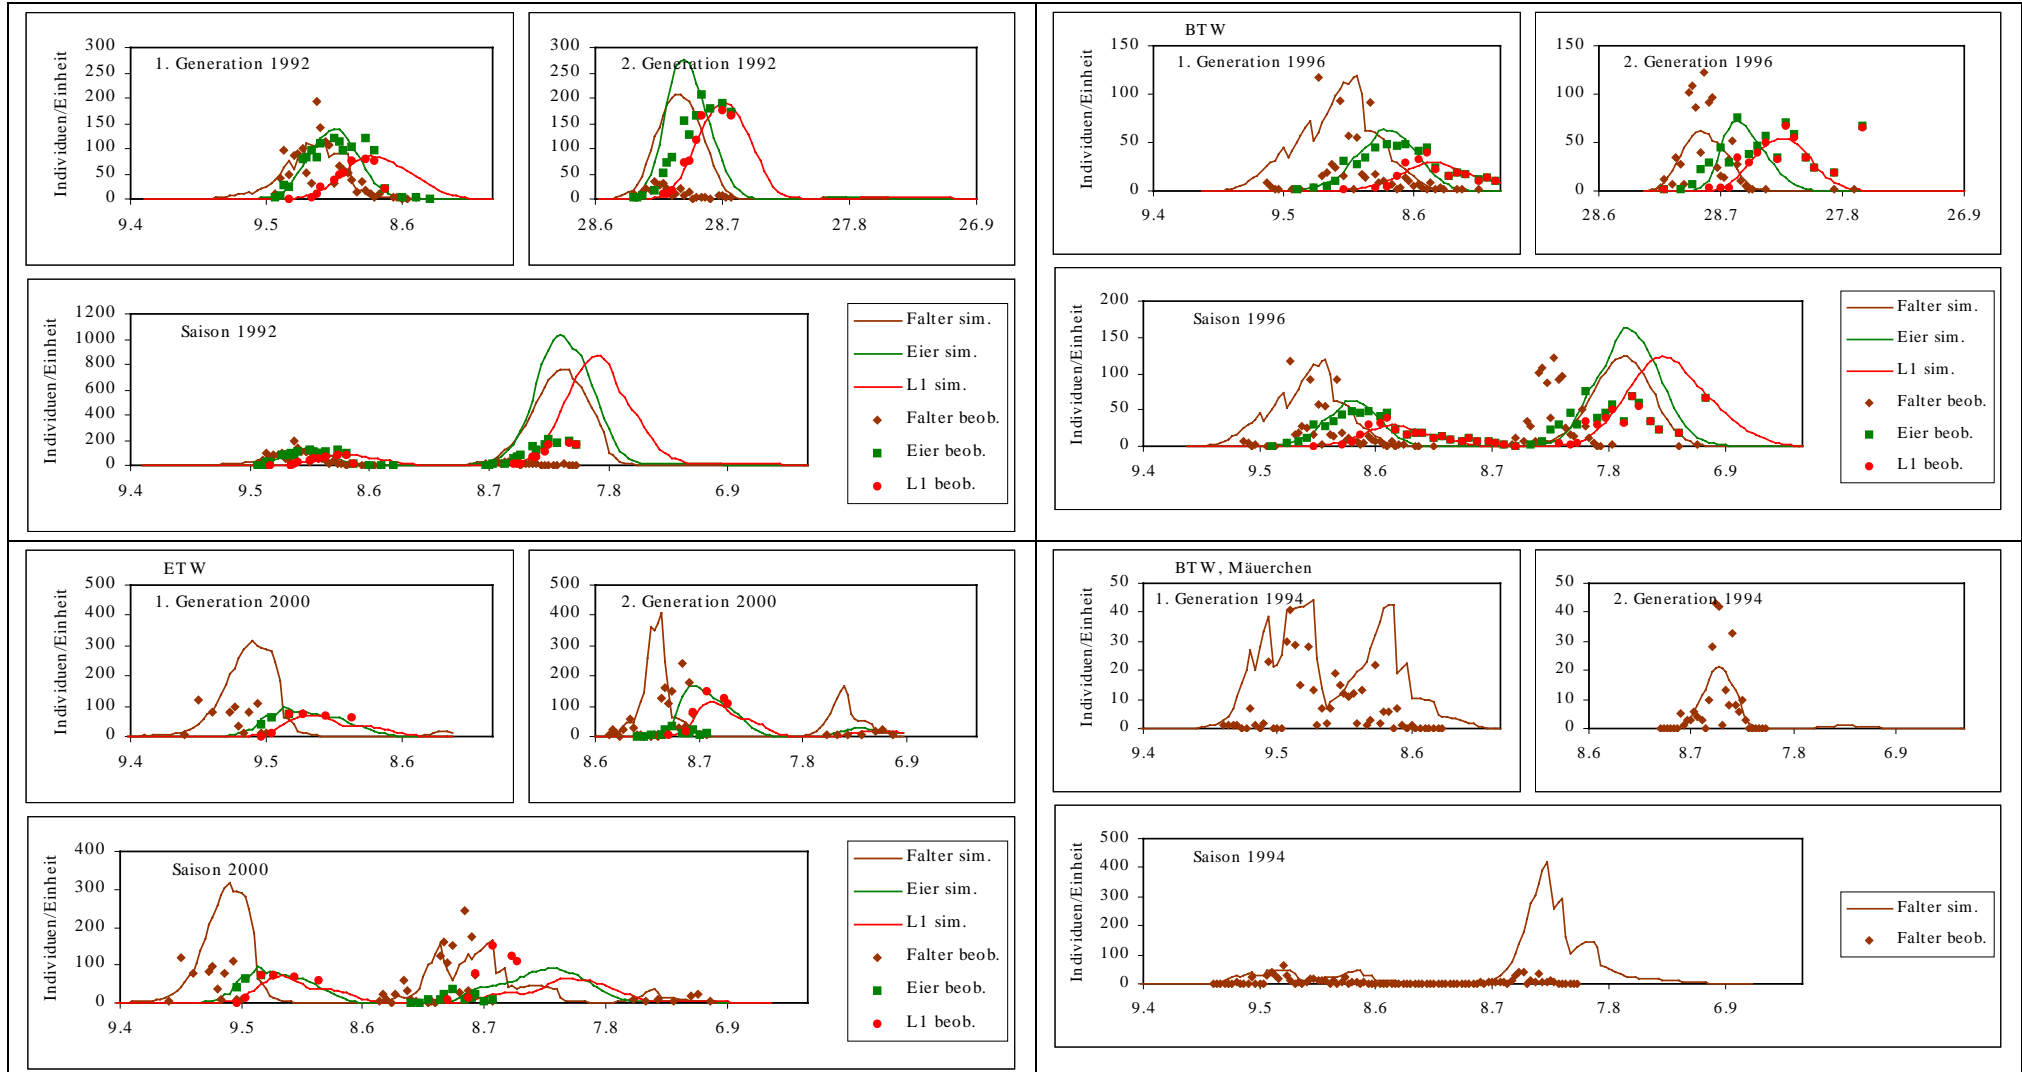 Individuen/Einheit
1. Generation 1992
300
250
200
150
100
50
0
9.4 9.5 8.6
2. Generation 1992
300
250
200
150
100
50
0
28.6 28.7 27.8 26.9
Individuen/Einheit
Saison 1992
1200
1000
800
600
400
200
0
9.4 9.5 8.6 8.7 7.8 6.9
Falter sim.
Eier sim.
L1 sim.
Falter beob.
Eier beob.
L1 beob.
BTW
Individuen/Einheit
1. Generation 1996
150
100
50
0
9.4 9.5 8.6
2. Generation 1996
150
100
50
0
28.6 28.7 27.8 26.9
Individuen/Einheit
Saison 1996
200
150
100
50
0
9.4 9.5 8.6 8.7 7.8 6.9
Falter sim.
Eier sim.
L1 sim.
Falter beob.
Eier beob.
L1 beob.
ETW
Individuen/Einheit
1. Generation 2000
500
400
300
200
100
0
9.4 9.5 8.6
2. Generation 2000
500
400
300
200
100
0
8.6 8.7 7.8 6.9
Individuen/Einheit
Saison 2000
400
300
200
100
0
9.4 9.5 8.6 8.7 7.8 6.9
Falter sim.
Eier sim.
L1 sim.
Falter beob.
Eier beob.
L1 beob.
BTW, Mäuerchen
Individuen/Einheit
1. Generation 1994
50
40
30
20
10
0
9.4 9.5 8.6
2. Generation 1994
50
40
30
20
10
0
8.6 8.7 7.8 6.9
Individuen/Einheit
Saison 1994
500
400
300
200
100
0
9.4 9.5 8.6 8.7 7.8 6.9
Falter sim.
Falter beob.